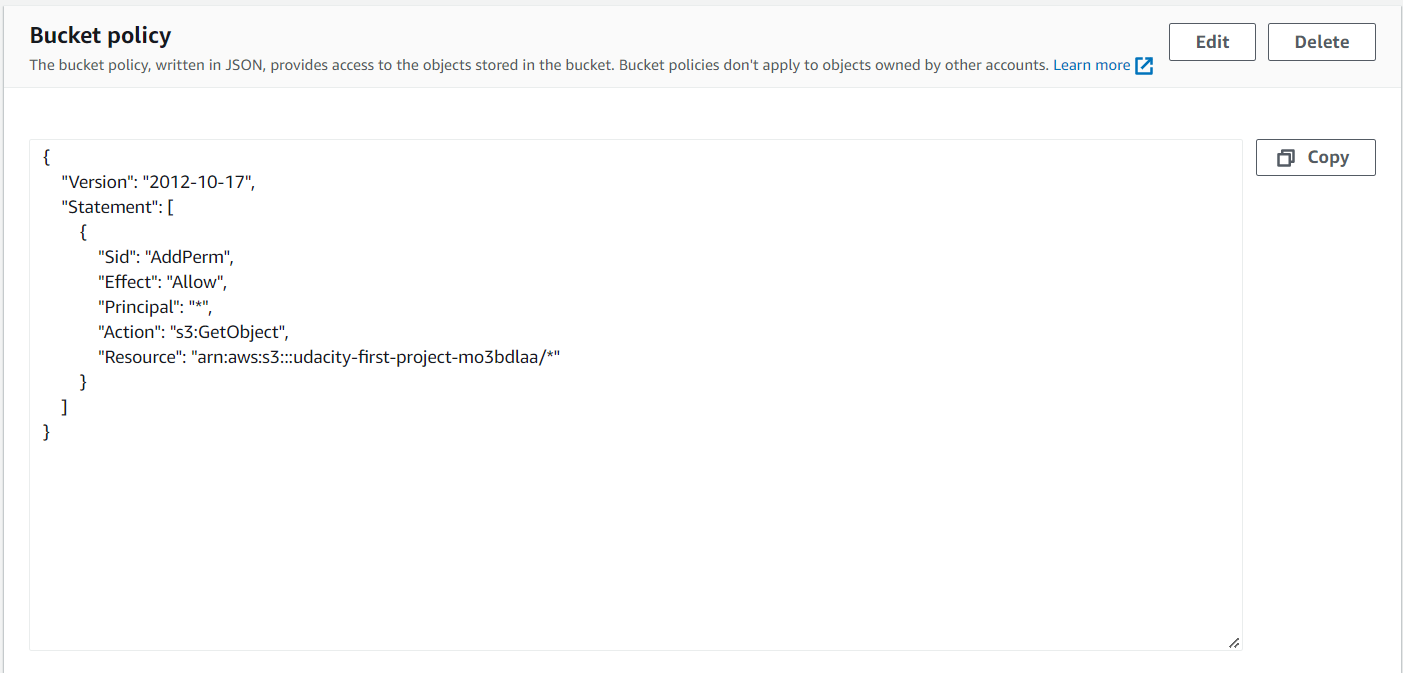 Bucket policy
Edit
Delete
The bucket policy, written in JSON, provides access to the objects stored in the bucket. Bucket policies don't apply to objects owned by other accounts. Learn more
Copy
{
"Version": "2012-10-17",
"Statement": [
{
"Sid": "AddPerm",
"Effect": "Allow",
"Principal": "*",
"Action": "s3:GetObject",
"Resource": "arn:aws:s3:::udacity-first-project-mo3bdlaa/*"
}
]
}